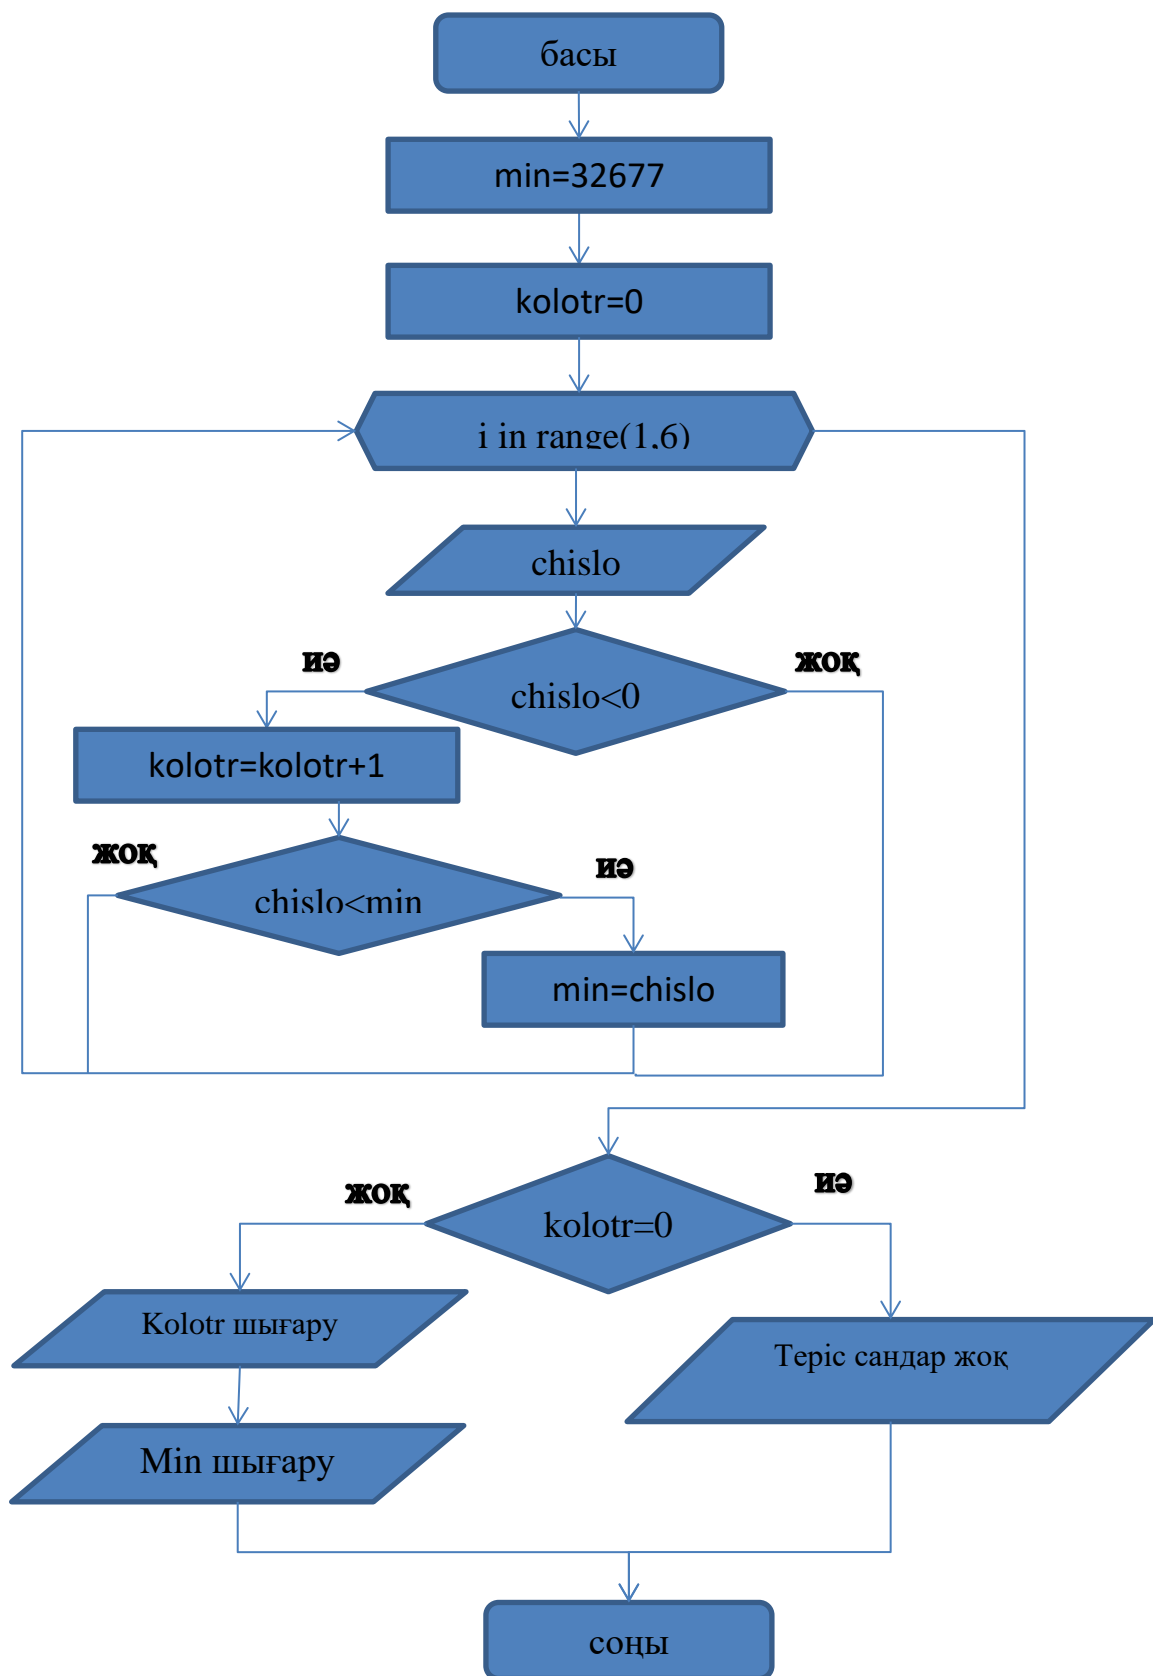 басы
min=32677
kolotr=0
i in range(1,6)
chislo
иә
жоқ
chislo<0
kolotr=kolotr+1
жоқ
иә
chislo<min
min=chislo
жоқ
иә
kolotr=0
Kolotr шығару
Теріс сандар жоқ
Min шығару
соңы